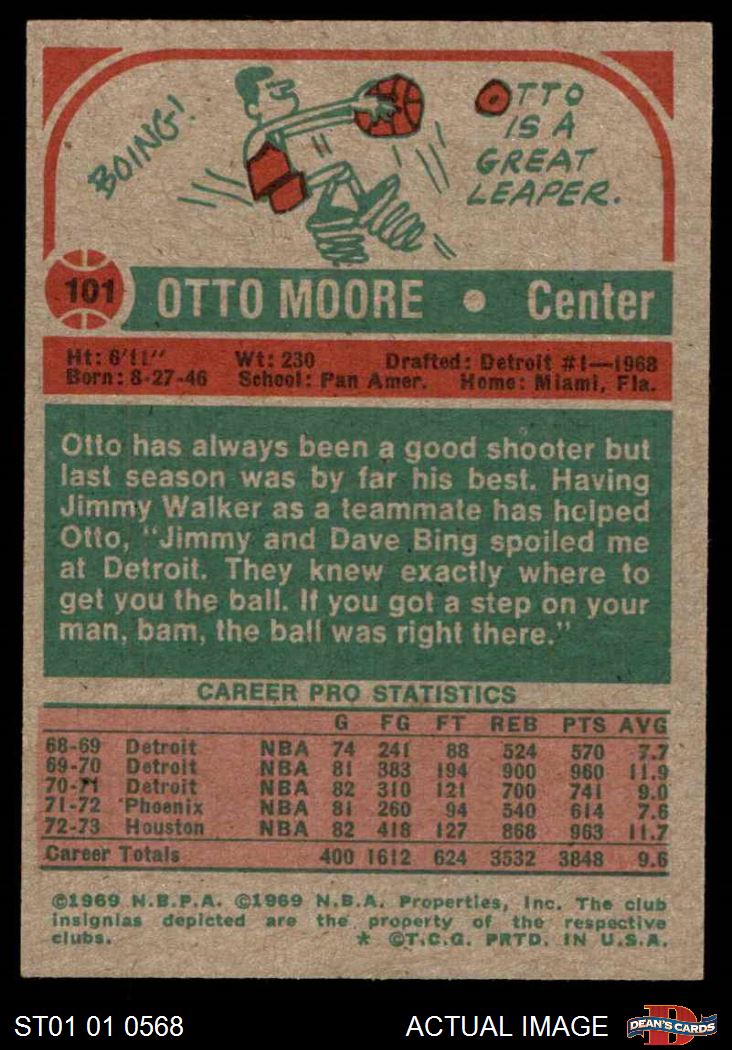 BOING!
OTTO
IS A
GREAT
LEAPER.
101 OTTO MOORE • Center
Ht: 6'11" Wt: 230 Drafted: Detroit #1—1968
Born: 8-27-46 School: Pan Amer. Home: Miami, Fla.
Otto has always been a good shooter but
last season was by far his best. Having
Jimmy Walker as a teammate has helped
Otto, "Jimmy and Dave Bing spoiled me
at Detroit. They knew exactly where to
get you the ball. If you got a step on your
man, bam, the ball was right there."
CAREER PRO STATISTICS
G FG FT REB PTS AVG
68-69 Detroit NBA 74 241 88 524 570 7.7
69-70 Detroit NBA 81 383 194 900 960 11.9
70-71 Detroit NBA 82 310 121 700 741 9.0
71-72 Phoenix NBA 81 260 94 540 614 7.6
72-73 Houston NBA 82 418 127 868 963 11.7
Career Totals 400 1612 624 3532 3848 9.6
©1969 N.B.P.A. ©1969 N.B.A. Properties, Inc. The club
insignias depicted are the property of the respective
clubs. * ©T.C.G. PRTD. IN U.S.A.
ST01 01 0568 ACTUAL IMAGE D DEAN'S CARDS